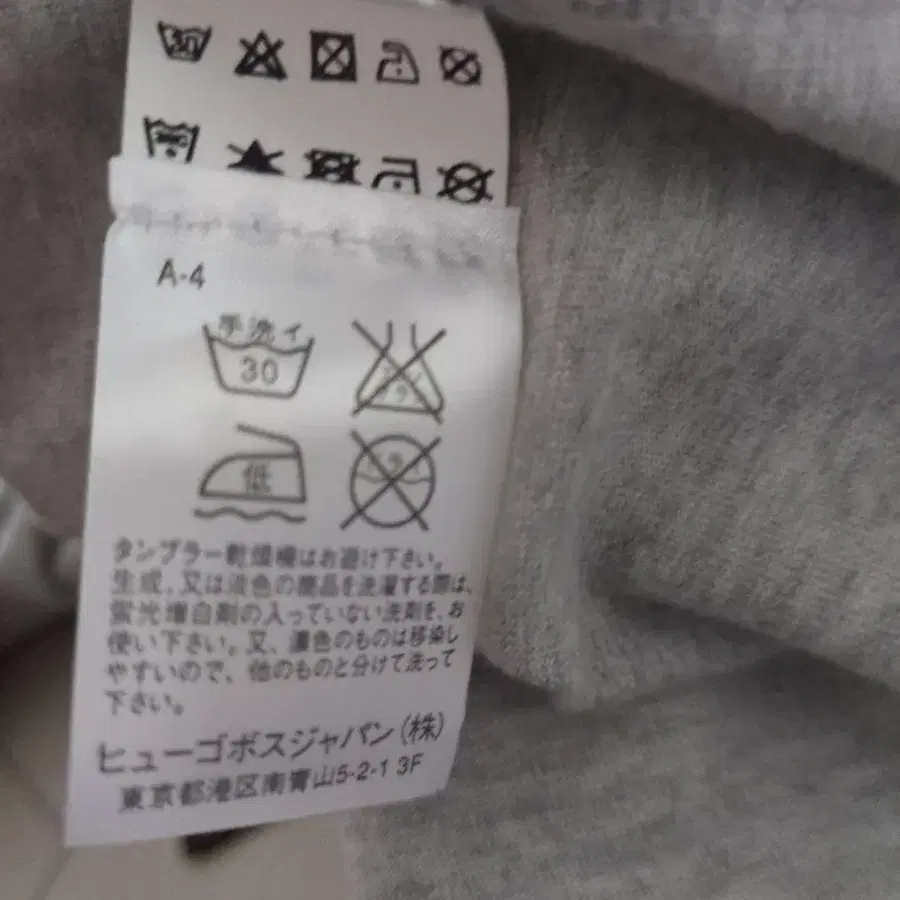 30
A-4
手洗イ
30
低
タンブラー乾燥機はお避け下さい。
生成、又は淡色の商品を洗濯する際は、
蛍光増白剤の入っていない洗剤を、お
使い下さい。又、濃色のものは移染し
やすいので、他のものと分けて洗って
下さい。
ヒューゴボスジャパン(株)
東京都港区南青山5-2-1 3F